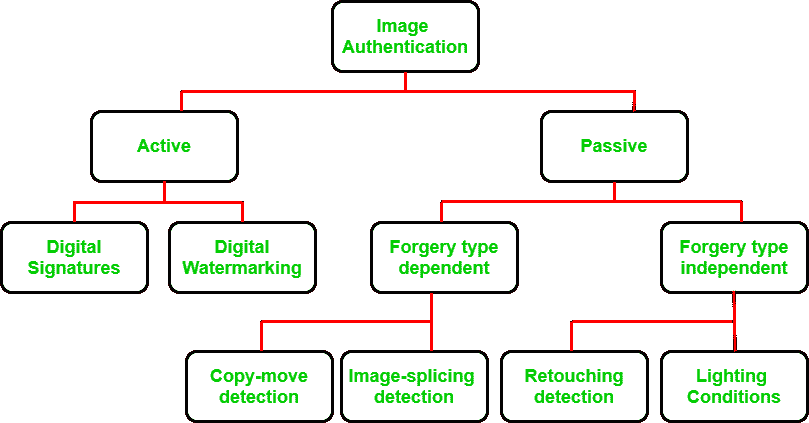 Image
Authentication
Active
Passive
Digital
Signatures
Digital
Watermarking
Forgery type
dependent
Forgery type
independent
Copy-move
detection
Image-splicing
detection
Retouching
detection
Lighting
Conditions